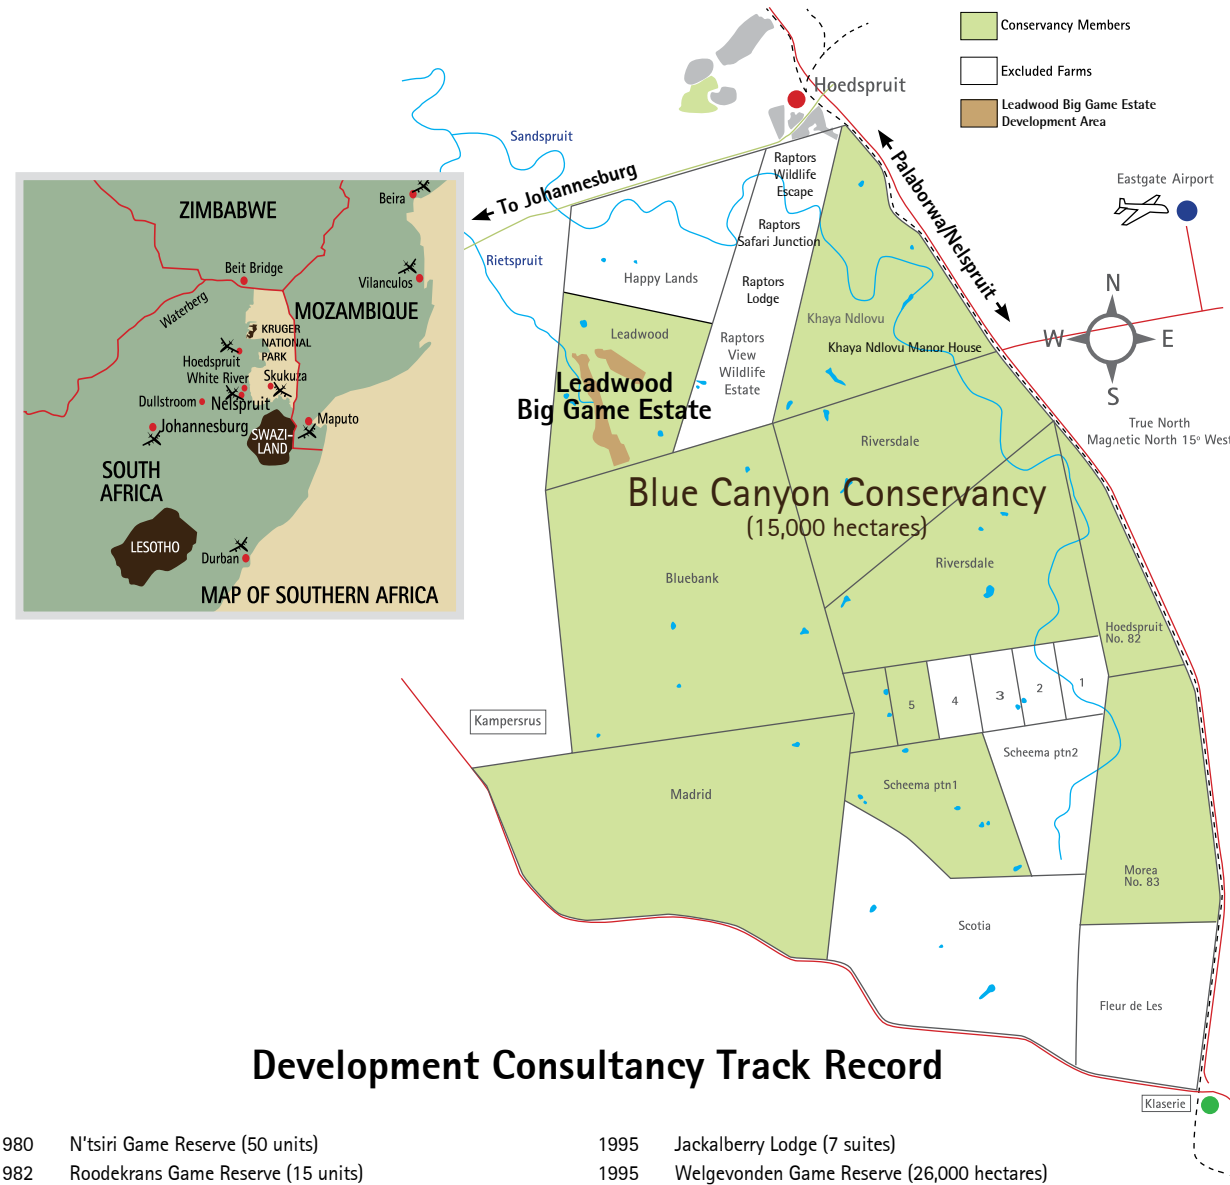 Conservancy Members
Excluded Farms
Leadwood Big Game Estate
Development Area
Hoedspruit
Sandspruit
To Johannesburg
Palaborwa/Nelspruit
Eastgate Airport
Rietspruit
Raptors
Wildlife
Escape
Raptors
Safari Junction
Raptors
Lodge
Raptors
View
Wildlife
Estate
Happy Lands
Leadwood
Leadwood
Big Game Estate
Khaya Ndlovu
Khaya Ndlovu Manor House
N
W
E
S
True North
Magnetic North 15º West
Riversdale
Blue Canyon Conservancy
(15,000 hectares)
Riversdale
Bluebank
Hoedspruit
No. 82
5
4
3
2
1
Kampersrus
Scheema ptn2
Scheema ptn1
Madrid
Morea
No. 83
Scotia
Fleur de Les
Klaserie
ZIMBABWE
Beira
Beit Bridge
Vilanculos
Waterberg
MOZAMBIQUE
KRUGER
NATIONAL
PARK
Hoedspruit
White River
Skukuza
Dullstroom
Nelspruit
Johannesburg
Maputo
SWAZI-
LAND
SOUTH
AFRICA
LESOTHO
Durban
MAP OF SOUTHERN AFRICA
Development Consultancy Track Record
980 N'tsiri Game Reserve (50 units)
982 Roodekrans Game Reserve (15 units)
1995 Jackalberry Lodge (7 suites)
1995 Welgevonden Game Reserve (26,000 hectares)